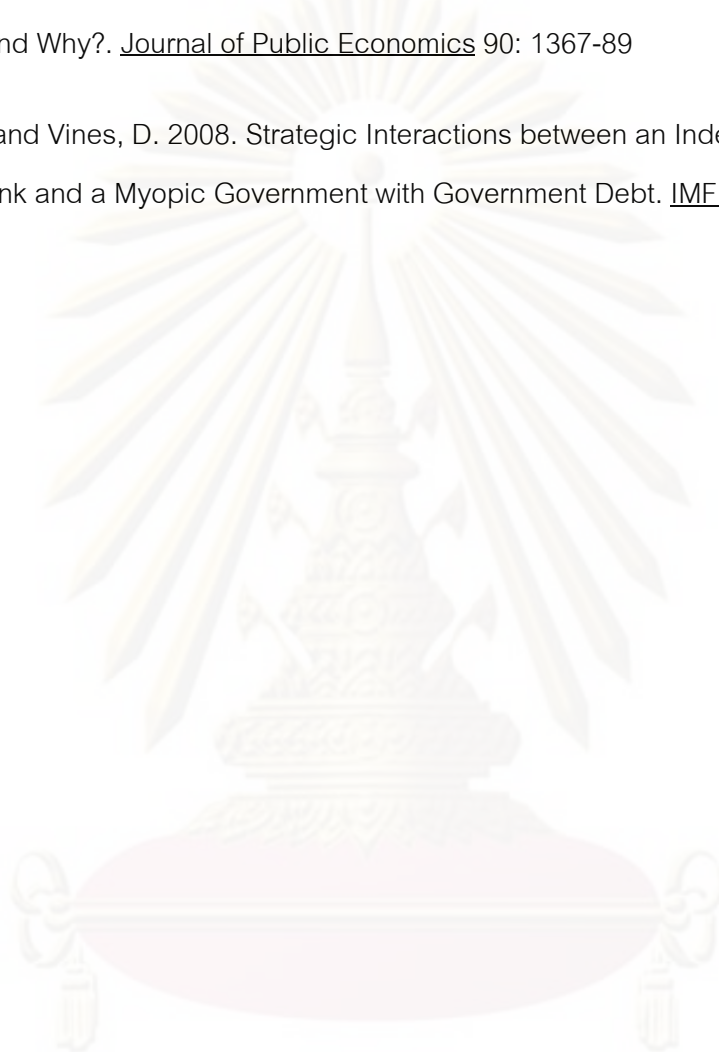 nd Why?. Journal of Public Economics 90: 1367-89
and Vines, D. 2008. Strategic Interactions between an Inde
nk and a Myopic Government with Government Debt. IMF